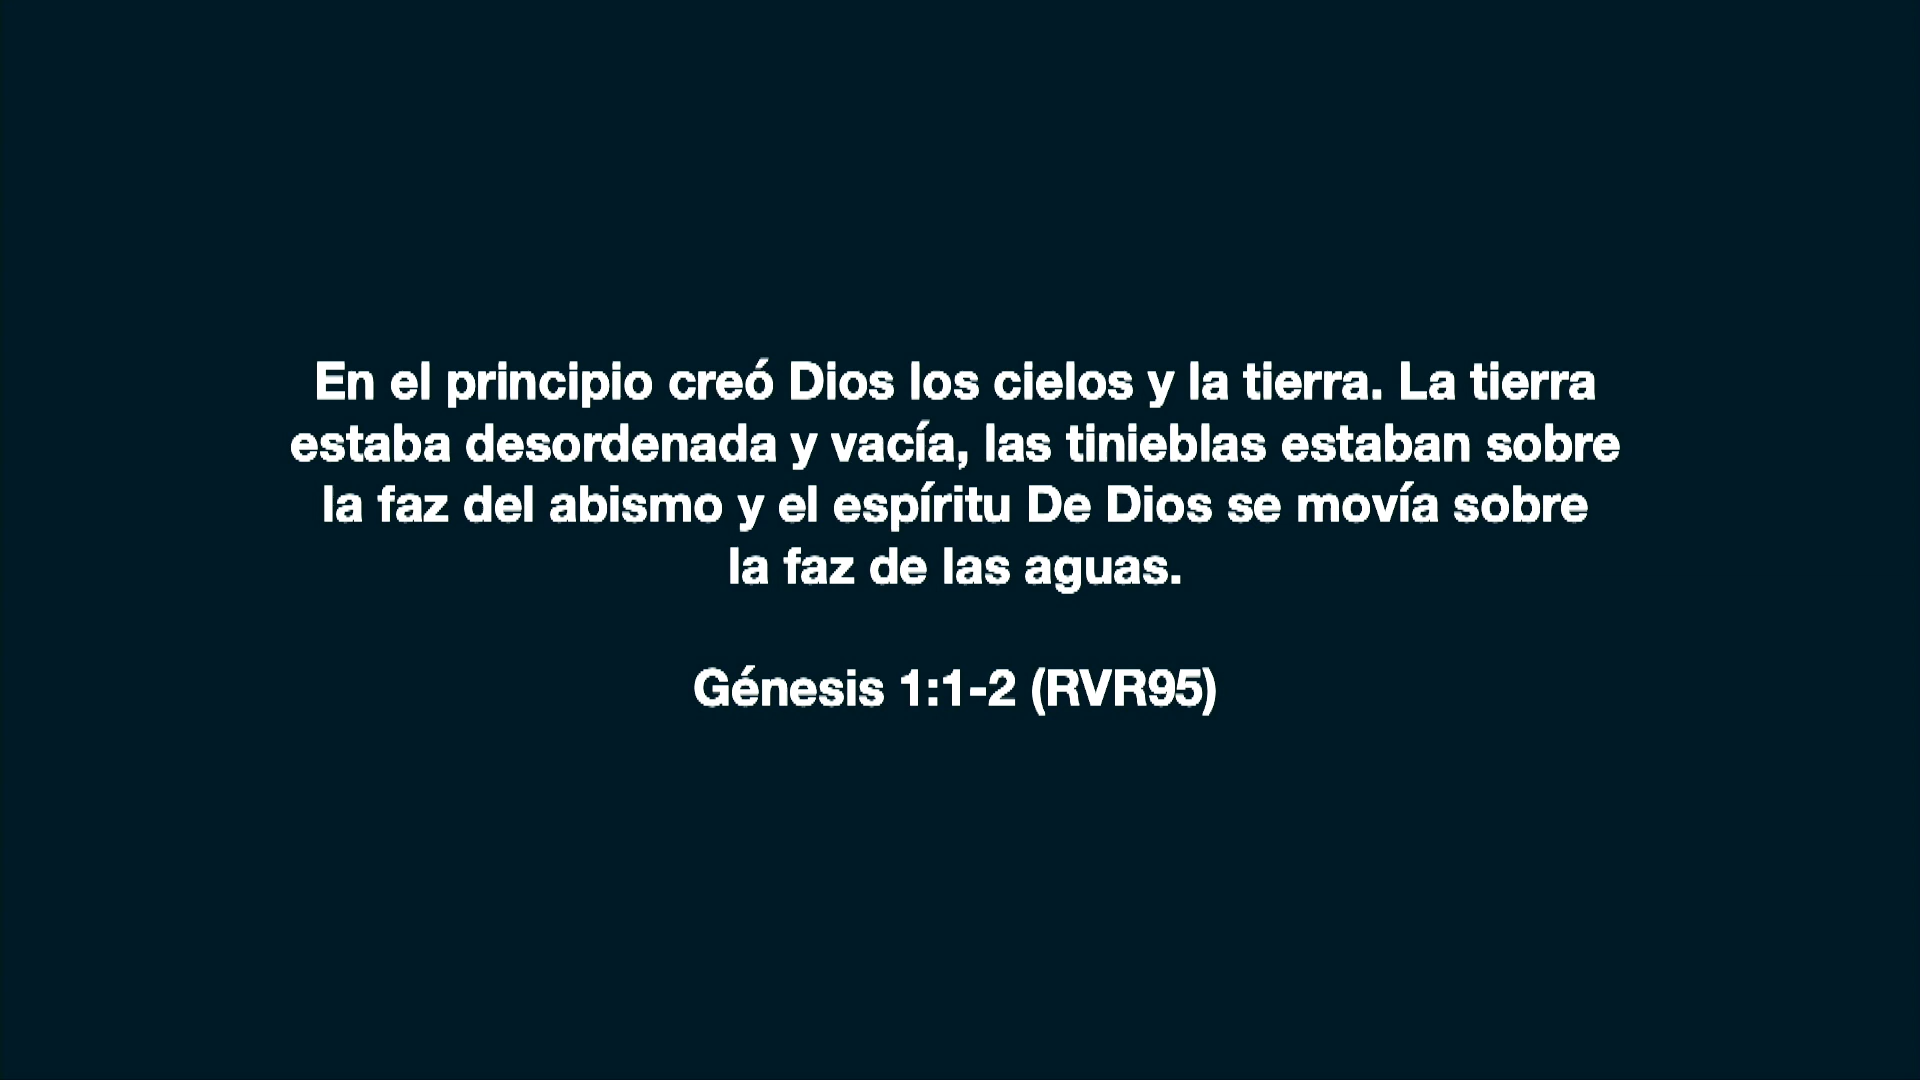 En el principio creó Dios los cielos y la tierra. La tierra
estaba desordenada y vacía, las tinieblas estaban sobre
la faz del abismo y el espíritu De Dios se movía sobre
la faz de las aguas.
Génesis 1:1-2 (RVR95)